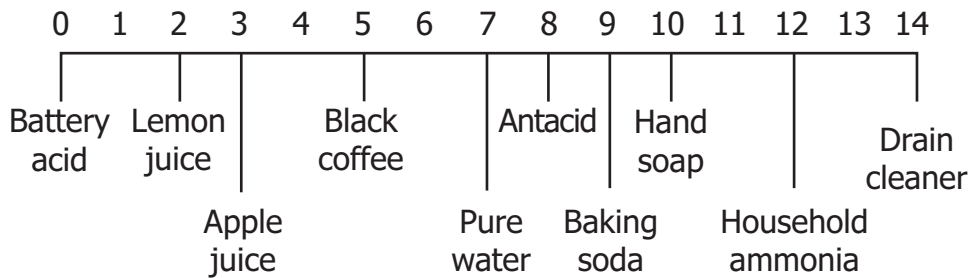 0 1 2 3 4 5 6 7 8 9 10 11 12 13 14
Battery
acid
Lemon
juice
Apple
juice
Black
coffee
Pure
water
Antacid
Baking
soda
Hand
soap
Household
ammonia
Drain
cleaner